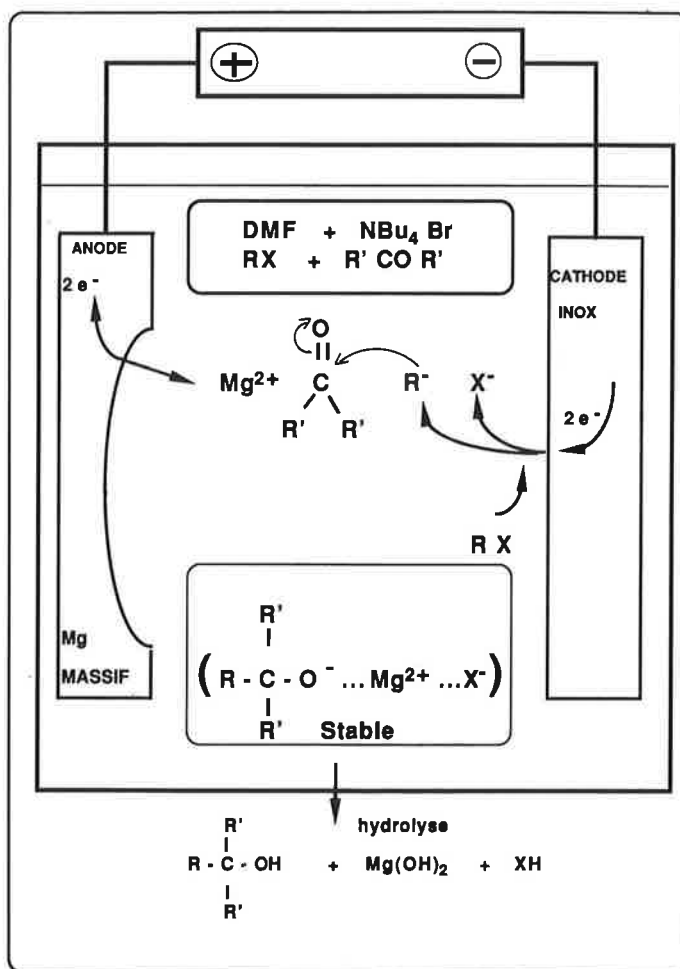 + −
DMF + NBu4 Br
RX + R' CO R'
ANODE
2 e-
CATHODE
INOX
O
Mg2+ C R- X-
R' R'
2 e-
R X
Mg
MASSIF
R'
(R - C - O - ... Mg2+ ... X-)
R' Stable
hydrolyse
R'
R - C - OH + Mg(OH)2 + XH
R'